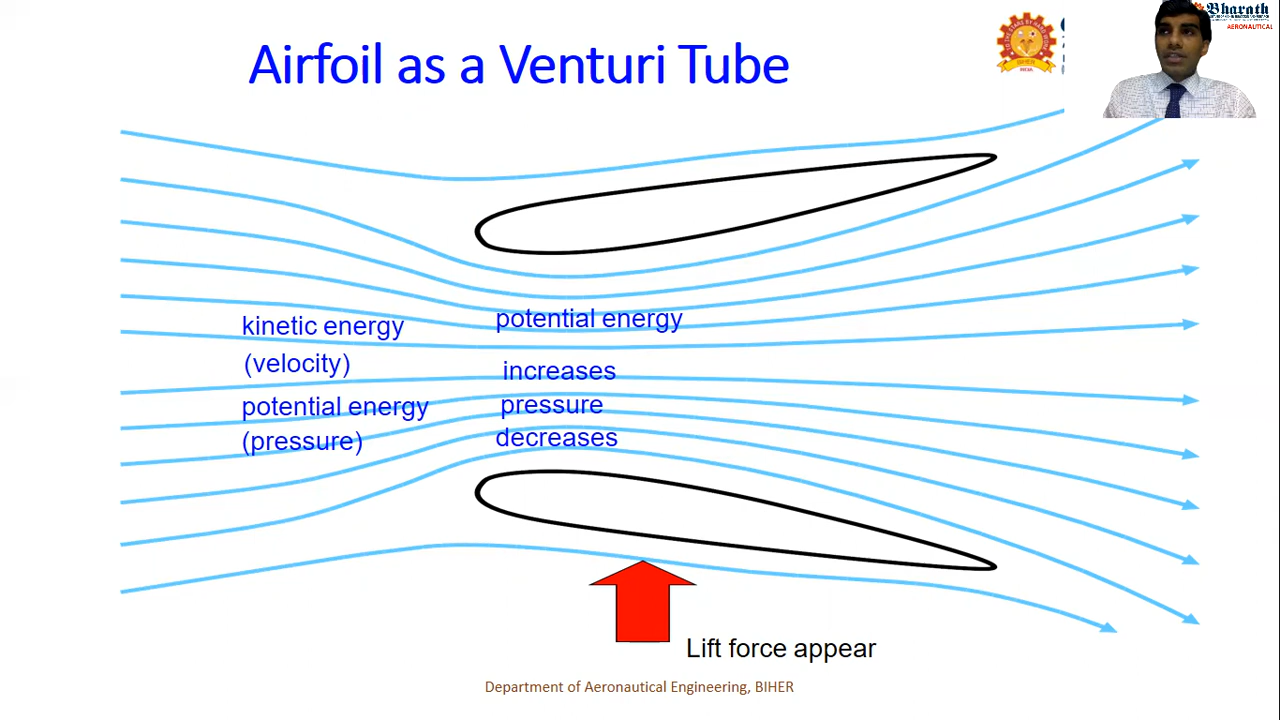 Bharath
AERONAUTICAL
Airfoil as a Venturi Tube
kinetic energy
(velocity)
potential energy
(pressure)
potential energy
increases
pressure
decreases
Lift force appear
Department of Aeronautical Engineering, BIHER